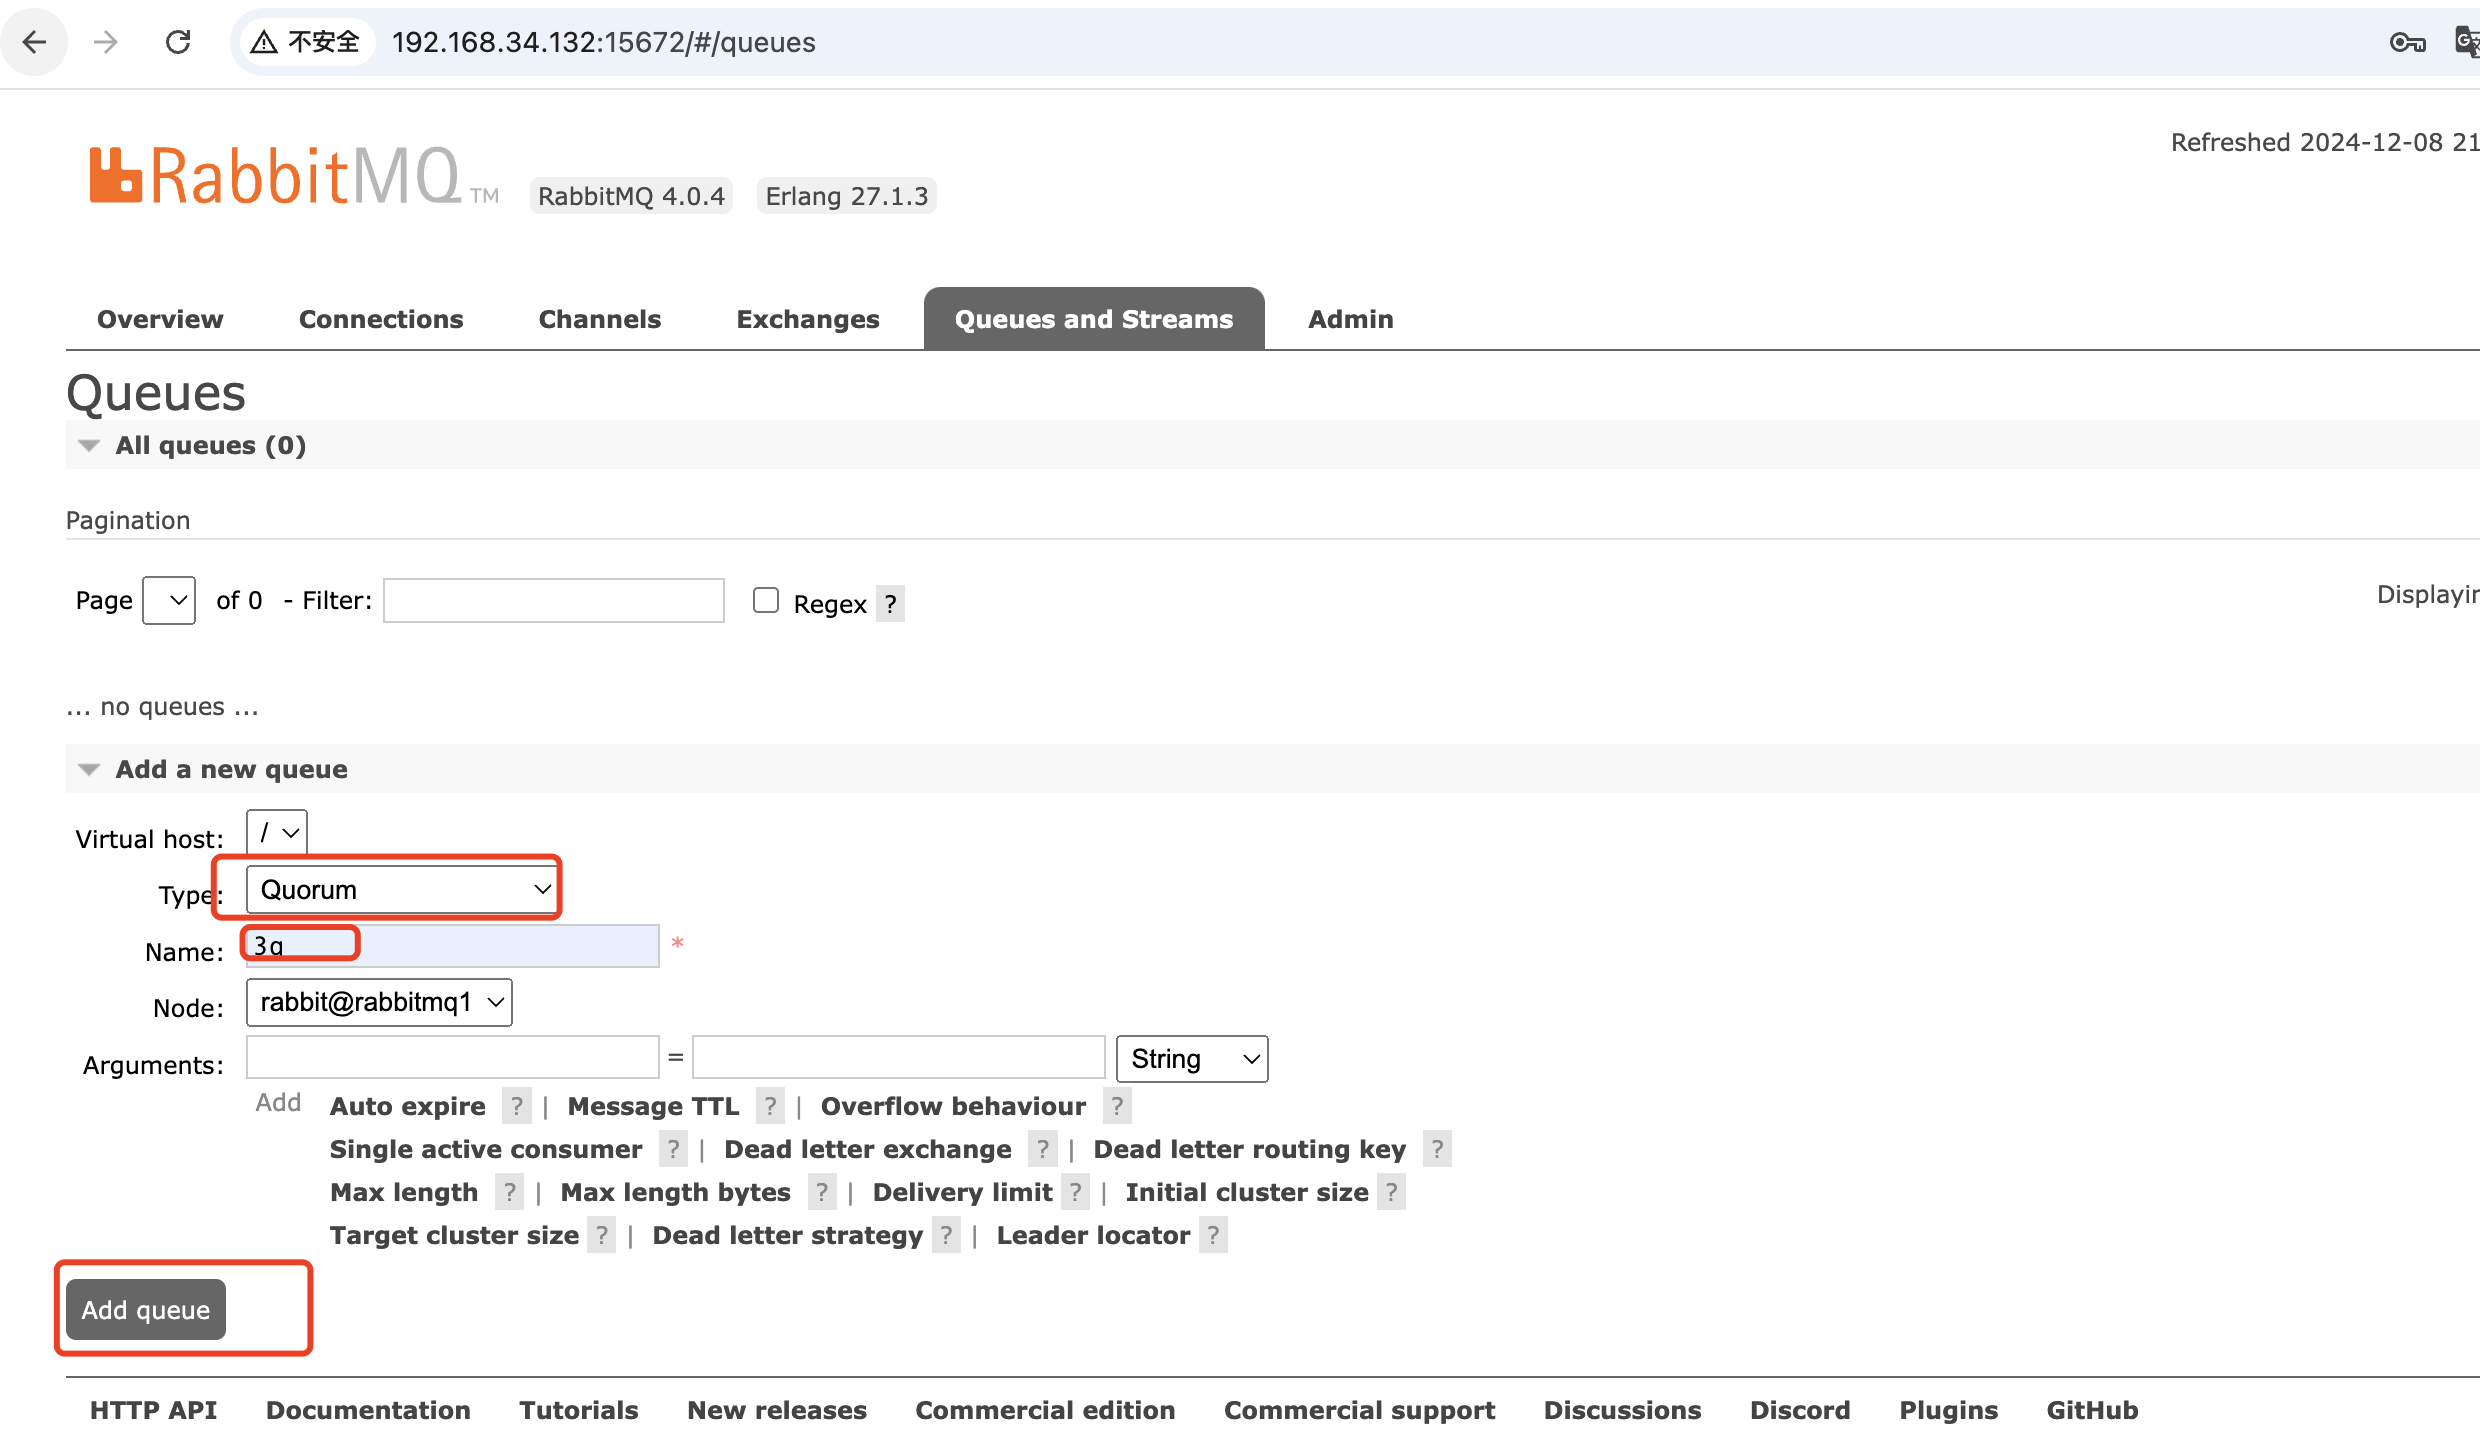 不安全 192.168.34.132:15672/#/queues
Refreshed 2024-12-08 21
RabbitMQ TM RabbitMQ 4.0.4 Erlang 27.1.3
Overview Connections Channels Exchanges Queues and Streams Admin
Queues
All queues (0)
Pagination
Page of 0 - Filter: Regex ?
Displayin
... no queues ...
Add a new queue
Virtual host: /
Type: Quorum
Name: 3q *
Node: rabbit@rabbitmq1
Arguments: = String
Add Auto expire ? | Message TTL ? | Overflow behaviour ?
Single active consumer ? | Dead letter exchange ? | Dead letter routing key ?
Max length ? | Max length bytes ? | Delivery limit ? | Initial cluster size ?
Target cluster size ? | Dead letter strategy ? | Leader locator ?
Add queue
HTTP API Documentation Tutorials New releases Commercial edition Commercial support Discussions Discord Plugins GitHub